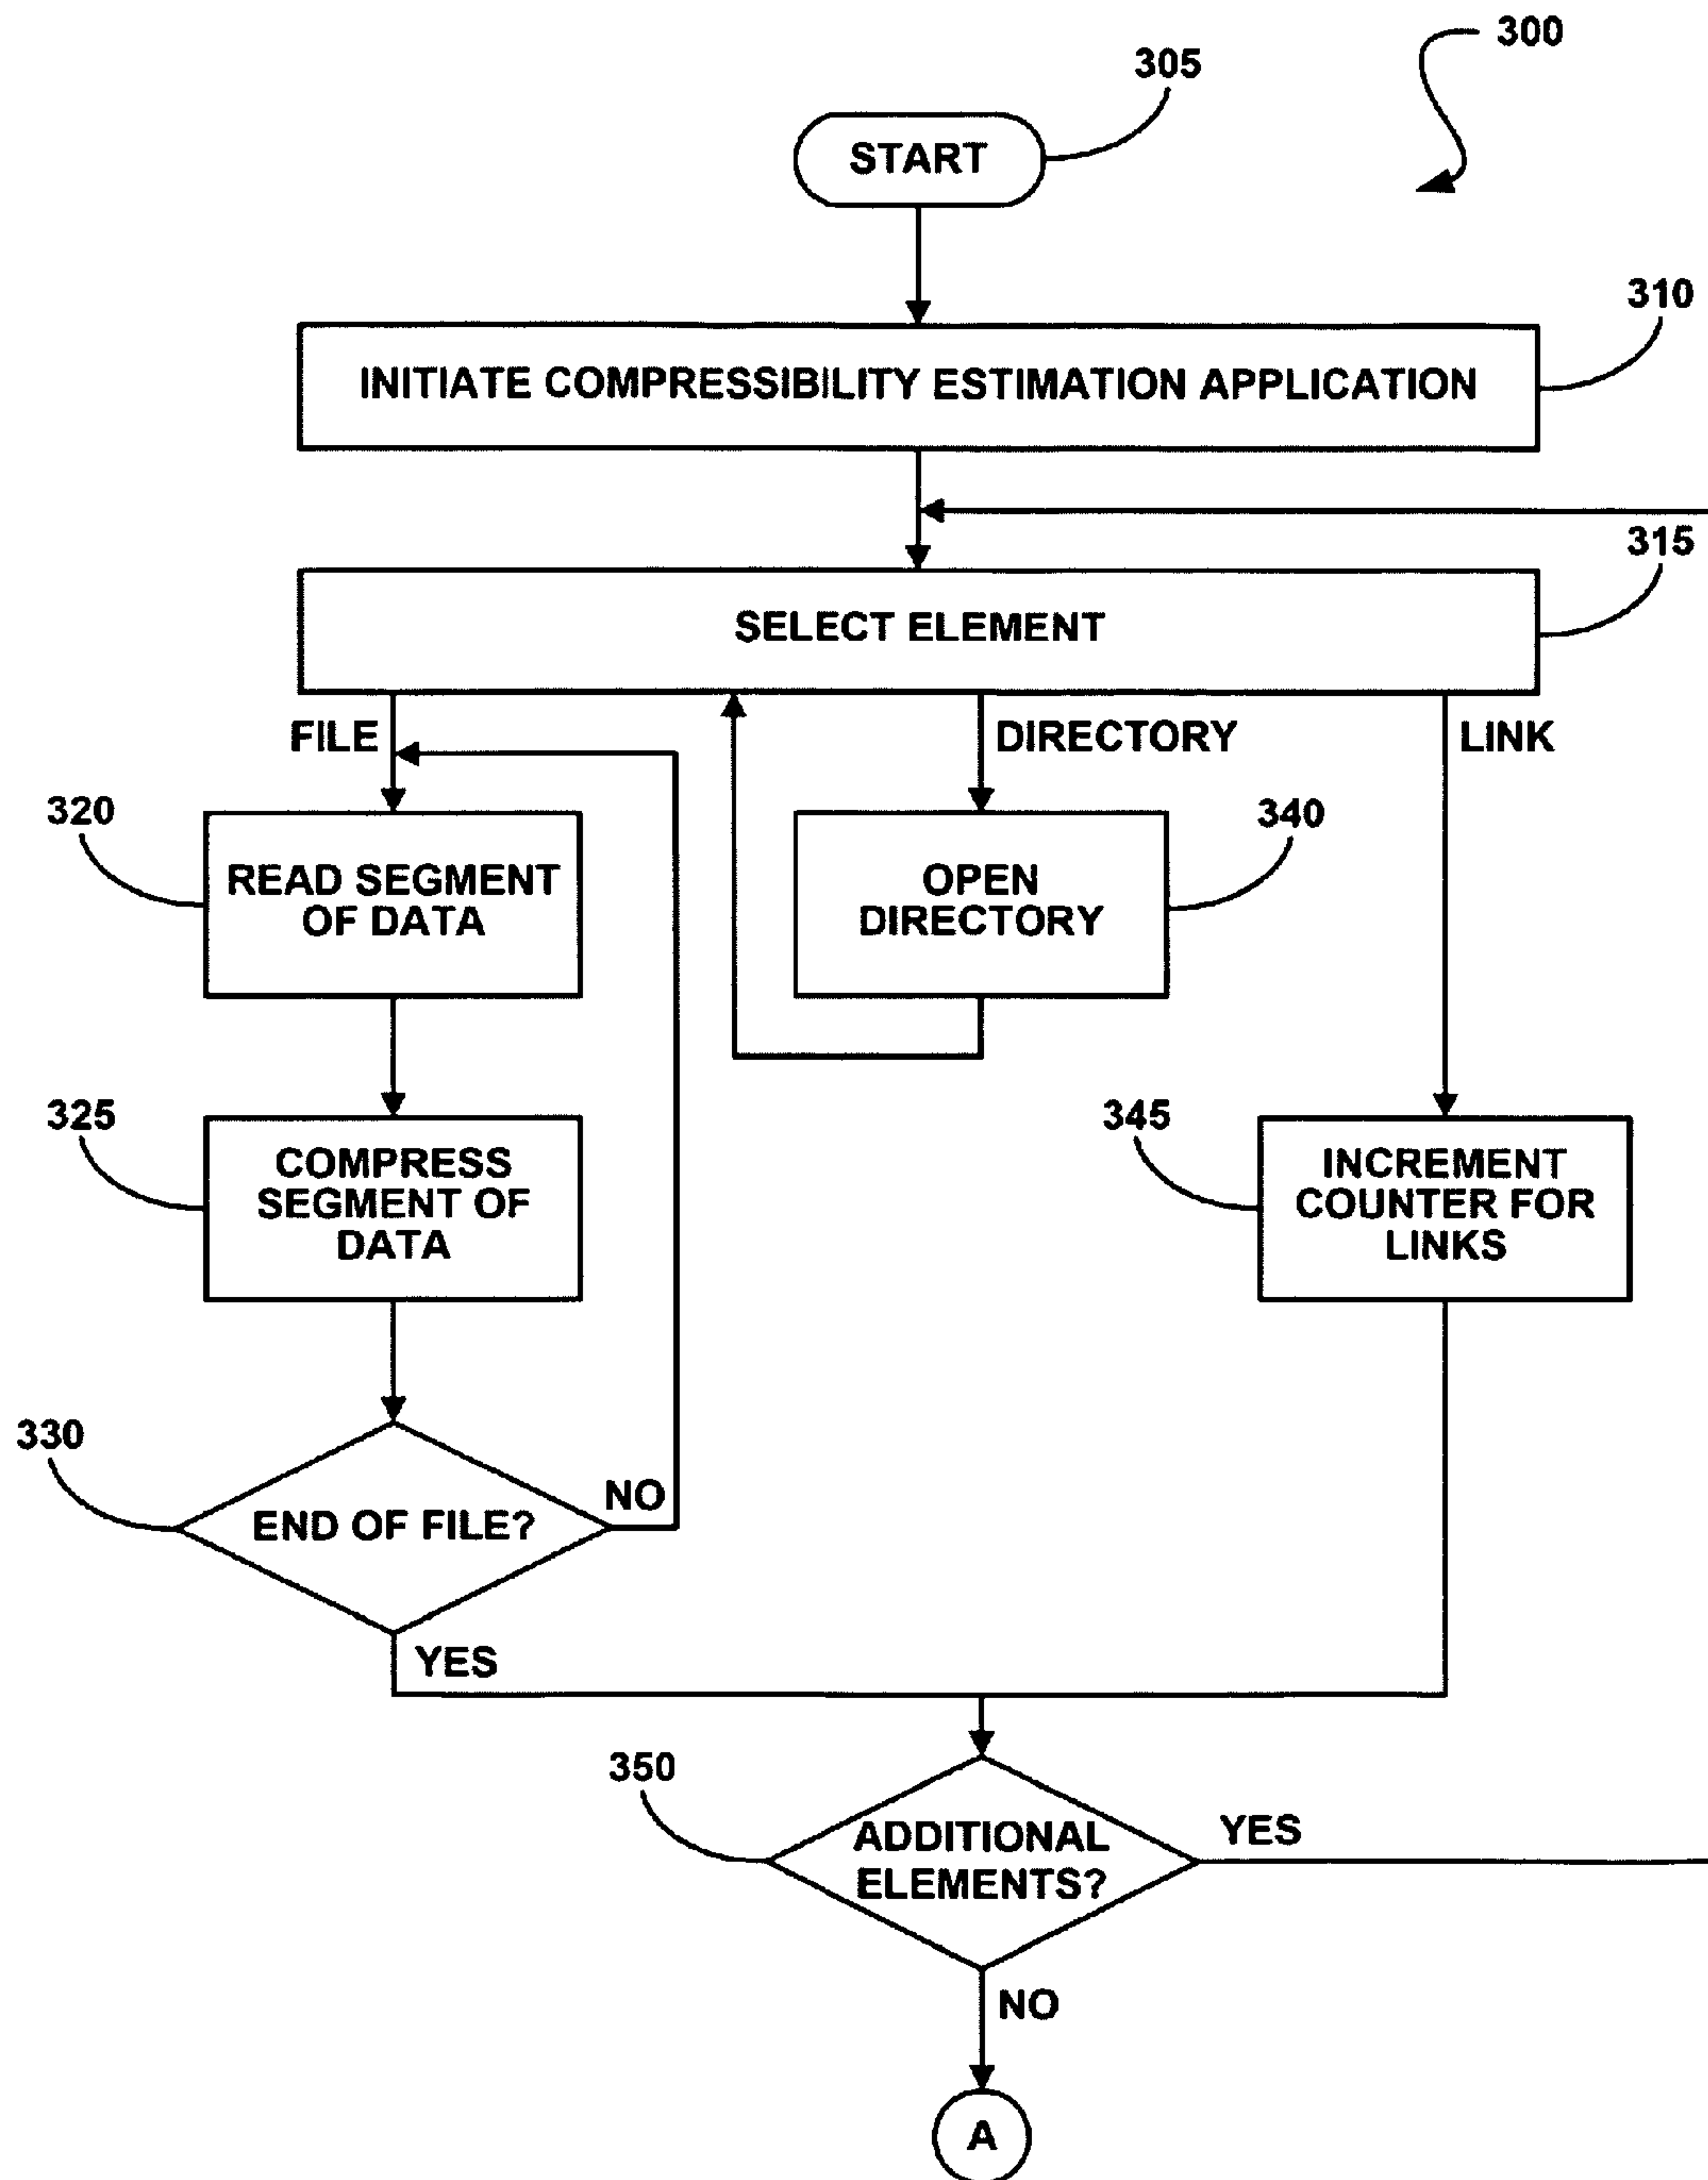 300
305
START
310
INITIATE COMPRESSIBILITY ESTIMATION APPLICATION
315
SELECT ELEMENT
FILE
DIRECTORY
LINK
320
READ SEGMENT
OF DATA
340
OPEN
DIRECTORY
325
COMPRESS
SEGMENT OF
DATA
345
INCREMENT
COUNTER FOR
LINKS
330
END OF FILE?
NO
YES
350
ADDITIONAL
ELEMENTS?
YES
NO
A